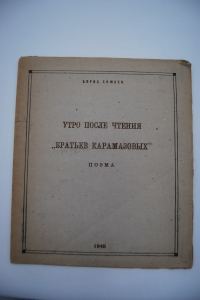 УТРО ПОСЛЕ ЧТЕНИЯ
„БРАТЬЕВ КАРАМАЗОВЫХ"
ПОЭМА